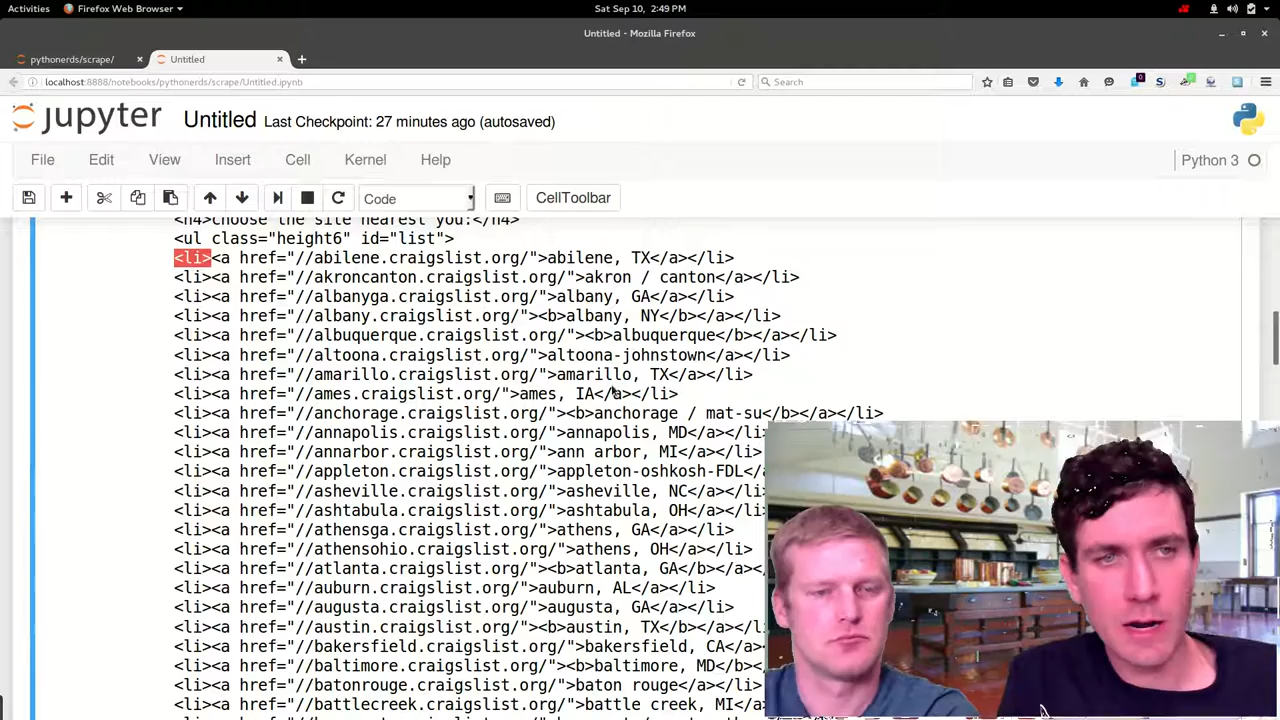 Activities Firefox Web Browser Sat Sep 10, 2:49 PM
Untitled - Mozilla Firefox
pythonerds/scrape/ Untitled
localhost:8888/notebooks/pythonerds/scrape/Untitled.ipynb Search
jupyter Untitled Last Checkpoint: 27 minutes ago (autosaved)
File Edit View Insert Cell Kernel Help Python 3
Code CellToolbar
<h4>choose the site nearest you:</h4>
<ul class="height6" id="list">
<li><a href="//abilene.craigslist.org/">abilene, TX</a></li>
<li><a href="//akroncanton.craigslist.org/">akron / canton</a></li>
<li><a href="//albanyga.craigslist.org/">albany, GA</a></li>
<li><a href="//albany.craigslist.org/"><b>albany, NY</b></a></li>
<li><a href="//albuquerque.craigslist.org/"><b>albuquerque</b></a></li>
<li><a href="//altoona.craigslist.org/">altoona-johnstown</a></li>
<li><a href="//amarillo.craigslist.org/">amarillo, TX</a></li>
<li><a href="//ames.craigslist.org/">ames, IA</a></li>
<li><a href="//anchorage.craigslist.org/"><b>anchorage / mat-su</b></a></li>
<li><a href="//annapolis.craigslist.org/">annapolis, MD</a></li
<li><a href="//annarbor.craigslist.org/">ann arbor, MI</a></li>
<li><a href="//appleton.craigslist.org/">appleton-oshkosh-FDL</a
<li><a href="//asheville.craigslist.org/">asheville, NC</a></li>
<li><a href="//ashtabula.craigslist.org/">ashtabula, OH</a></li>
<li><a href="//athensga.craigslist.org/">athens, GA</a></li>
<li><a href="//athensohio.craigslist.org/">athens, OH</a></li>
<li><a href="//atlanta.craigslist.org/"><b>atlanta, GA</b></a></
<li><a href="//auburn.craigslist.org/">auburn, AL</a></li>
<li><a href="//augusta.craigslist.org/">augusta, GA</a></li>
<li><a href="//austin.craigslist.org/"><b>austin, TX</b></a></li
<li><a href="//bakersfield.craigslist.org/">bakersfield, CA</a>
<li><a href="//baltimore.craigslist.org/"><b>baltimore, MD</b></
<li><a href="//batonrouge.craigslist.org/">baton rouge</a></li>
<li><a href="//battlecreek.craigslist.org/">battle creek, MI</a>